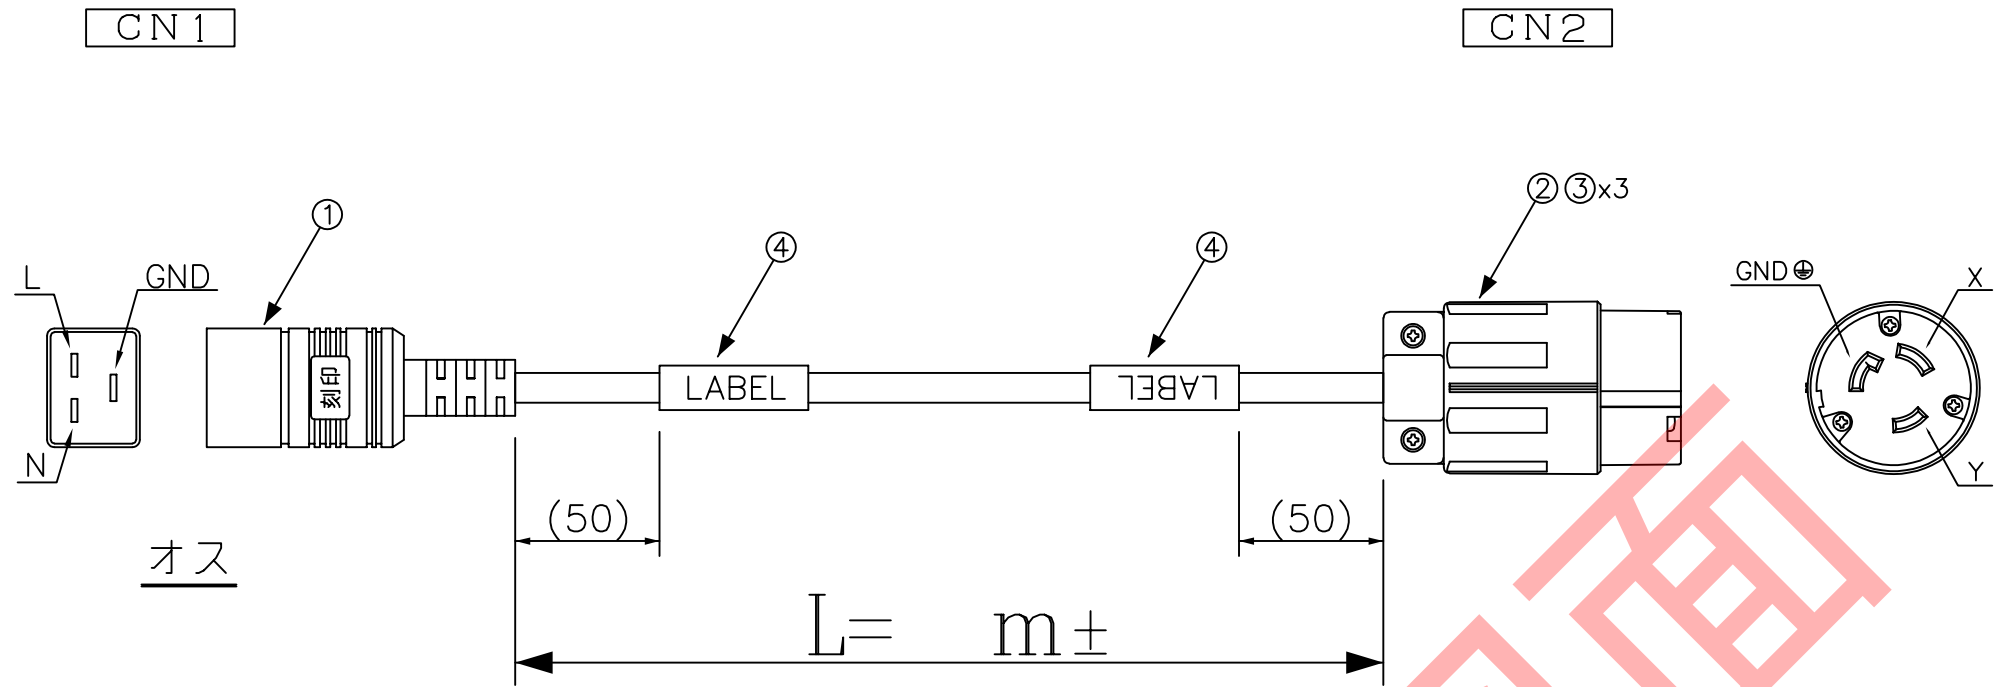 CN1
CN2
①
④
④
②③x3
L
GND
刻印
LABEL
LABEL
GND
X
N
Y
(50)
(50)
オス
L= m±